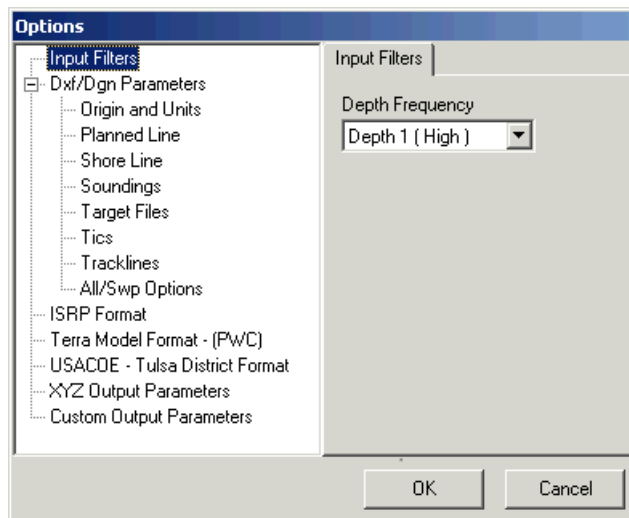 Options
Input Filters
Dxf/Dgn Parameters
Origin and Units
Planned Line
Shore Line
Soundings
Target Files
Tics
Tracklines
All/Swp Options
ISRP Format
Terra Model Format - (PWC)
USACOE - Tulsa District Format
XYZ Output Parameters
Custom Output Parameters
Input Filters
Depth Frequency
Depth 1 ( High )
OK
Cancel